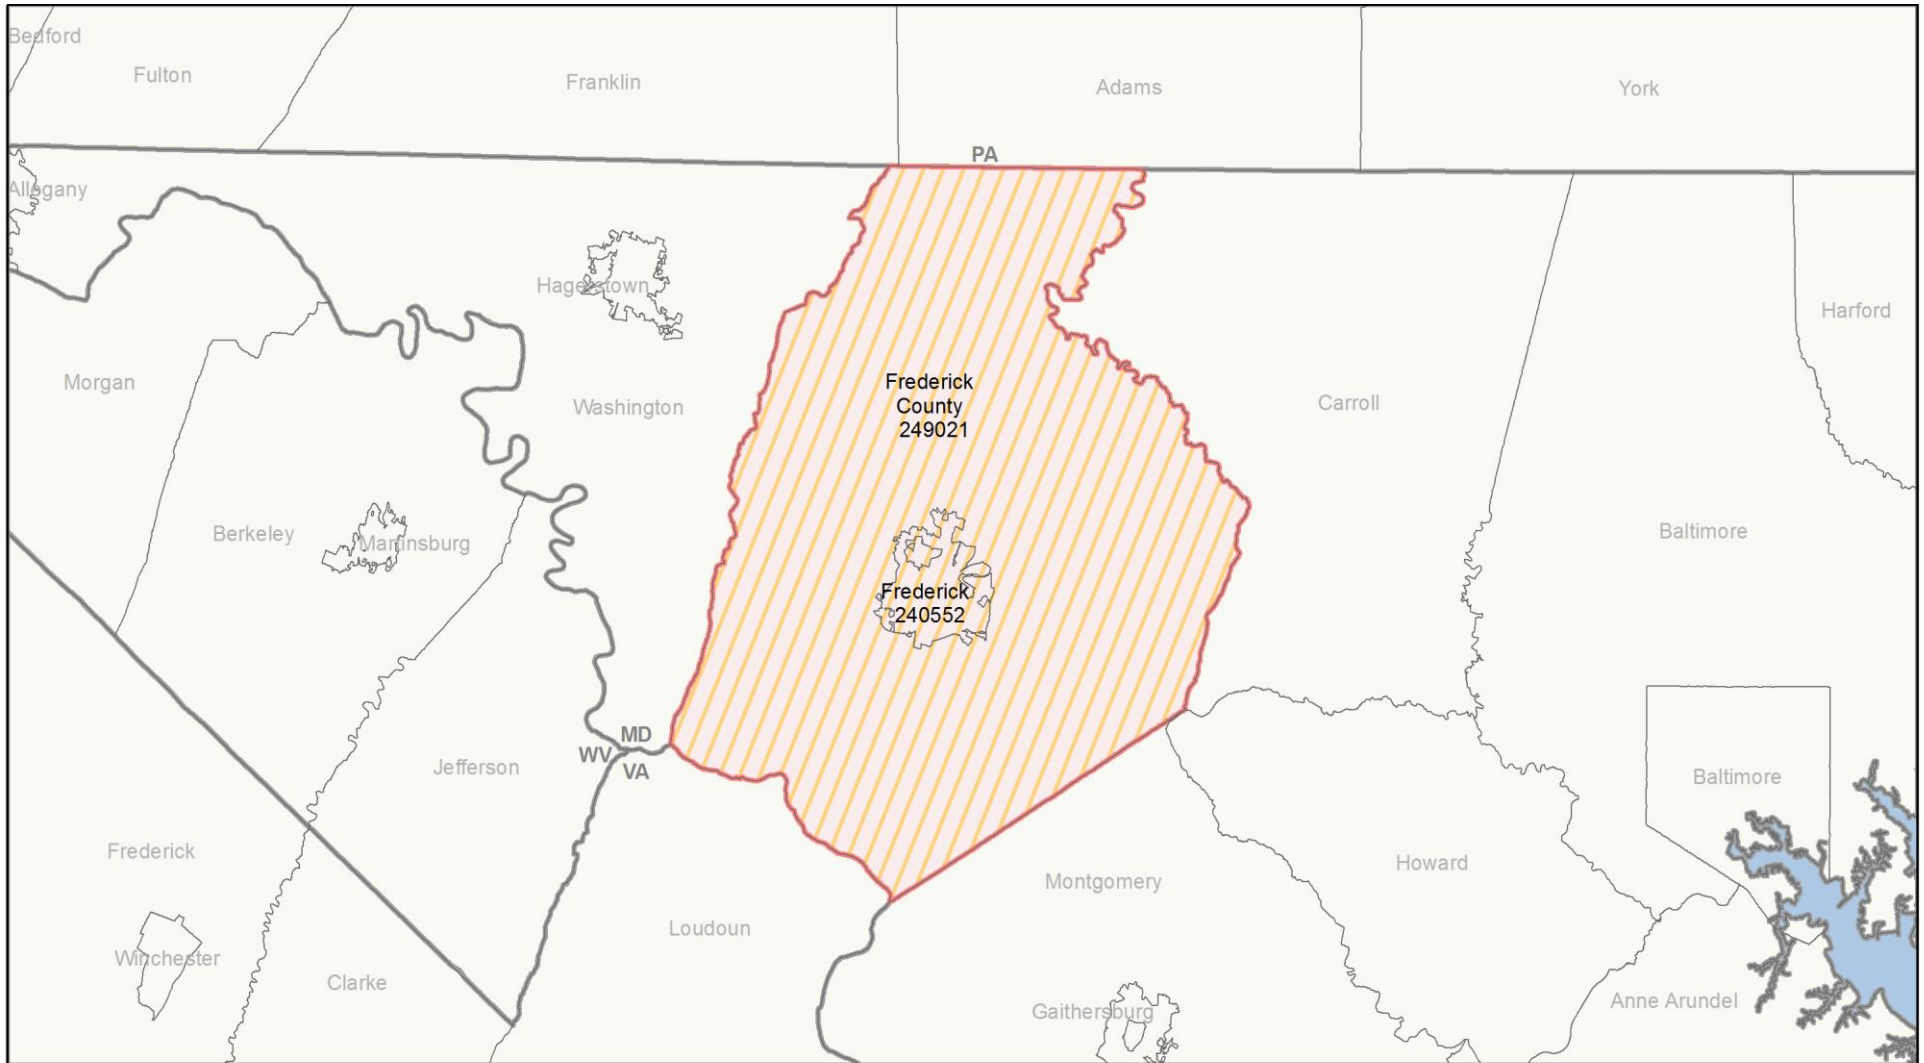 Bedford
Fulton
Franklin
Adams
York
PA
Allegany
Hagerstown
Harford
Morgan
Washington
Frederick
County
249021
Carroll
Berkeley
Martinsburg
Baltimore
Frederick
240552
MD
WV
VA
Jefferson
Baltimore
Frederick
Howard
Montgomery
Loudoun
Winchester
Clarke
Gaithersburg
Anne Arundel